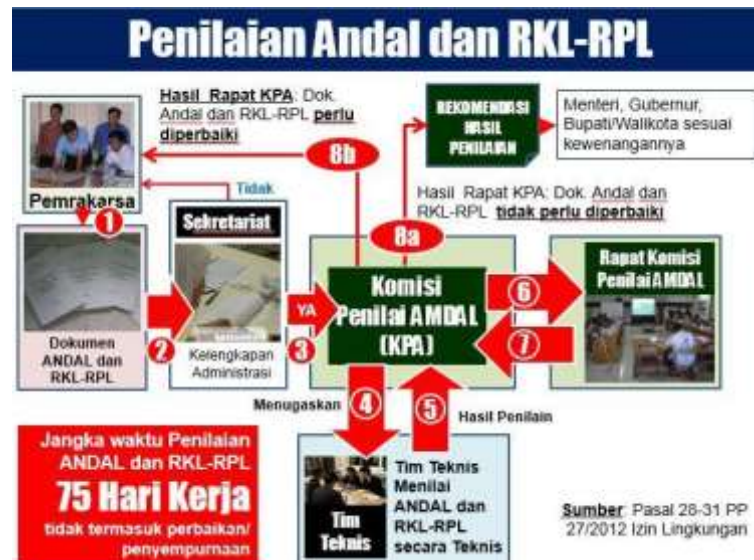 Penilaian Andal dan RKL-RPL
Hasil Rapat KPA: Dok.
Andal dan RKL-RPL perlu
diperbaiki
8b
REKOMENDASI
HASIL
PENILAIAN
Menteri, Gubernur,
Bupati/Walikota sesuai
kewenangannya
Hasil Rapat KPA: Dok. Andal dan
RKL-RPL tidak perlu diperbaiki
8a
Pemrakarsa
1
Tidak
Dokumen
ANDAL dan
RKL-RPL
2
Sekretariat
Kelengkapan
Administrasi
YA
3
Komisi
Penilai AMDAL
(KPA)
6
7
Rapat Komisi
Penilai AMDAL
Menugaskan
4
5
Hasil Penilain
Tim
Teknis
Tim Teknis
Menilai
ANDAL dan
RKL-RPL
secara Teknis
Jangka waktu Penilaian
ANDAL dan RKL-RPL
75 Hari Kerja
tidak termasuk perbaikan/
penyempurnaan
Sumber: Pasal 28-31 PP
27/2012 Izin Lingkungan